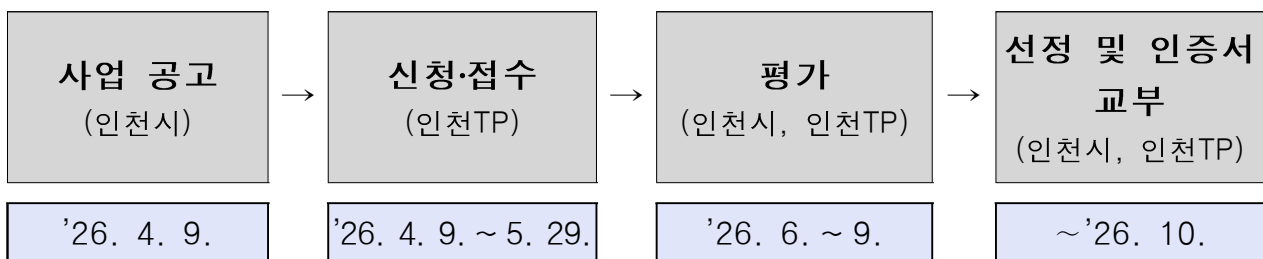 사업 공고
(인천시)
→
신청·접수
(인천TP)
→
평가
(인천시, 인천TP)
→
선정 및 인증서
교부
(인천시, 인천TP)
’26. 4. 9.
’26. 4. 9. ~ 5. 29.
’26. 6. ~ 9.
~ ’26. 10.